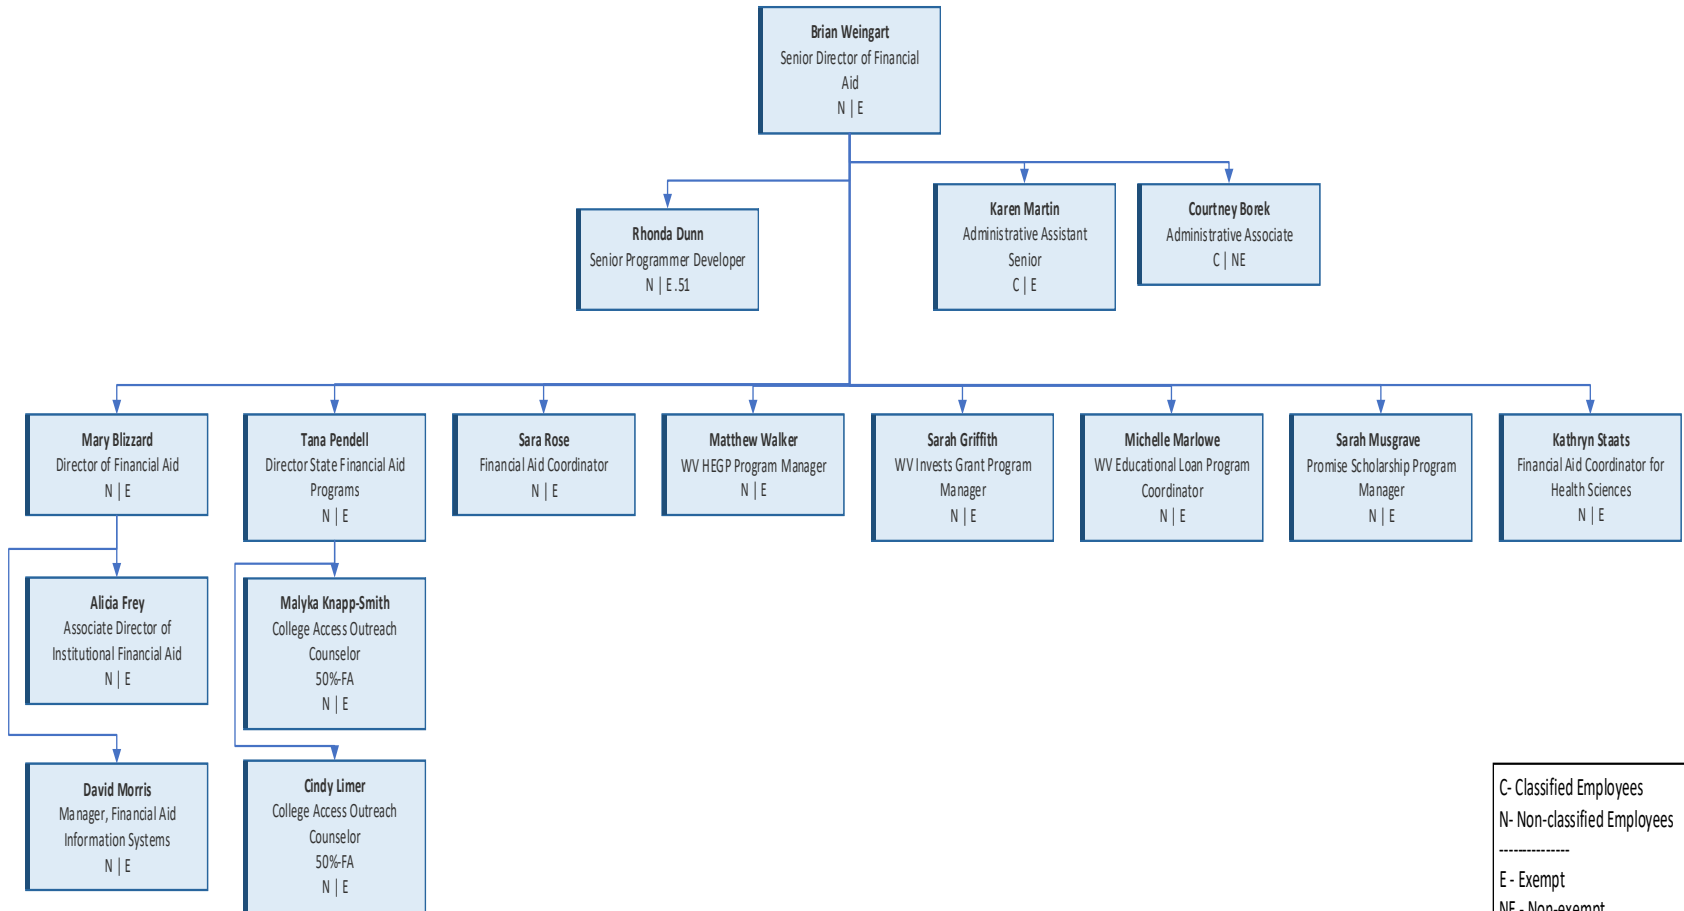 Brian Weingart
Senior Director of Financial
Aid
N | E
Rhonda Dunn
Senior Programmer Developer
N | E .51
Karen Martin
Administrative Assistant
Senior
C | E
Courtney Borek
Administrative Associate
C | NE
Mary Blizzard
Director of Financial Aid
N | E
Tana Pendell
Director State Financial Aid
Programs
N | E
Sara Rose
Financial Aid Coordinator
N | E
Matthew Walker
WV HEGP Program Manager
N | E
Sarah Griffith
WV Invests Grant Program
Manager
N | E
Michelle Marlowe
WV Educational Loan Program
Coordinator
N | E
Sarah Musgrave
Promise Scholarship Program
Manager
N | E
Kathryn Staats
Financial Aid Coordinator for
Health Sciences
N | E
Alicia Frey
Associate Director of
Institutional Financial Aid
N | E
Malyka Knapp-Smith
College Access Outreach
Counselor
50%-FA
N | E
David Morris
Manager, Financial Aid
Information Systems
N | E
Cindy Limer
College Access Outreach
Counselor
50%-FA
N | E
C- Classified Employees
N- Non-classified Employees
--------------
E - Exempt
NE - Non-exempt